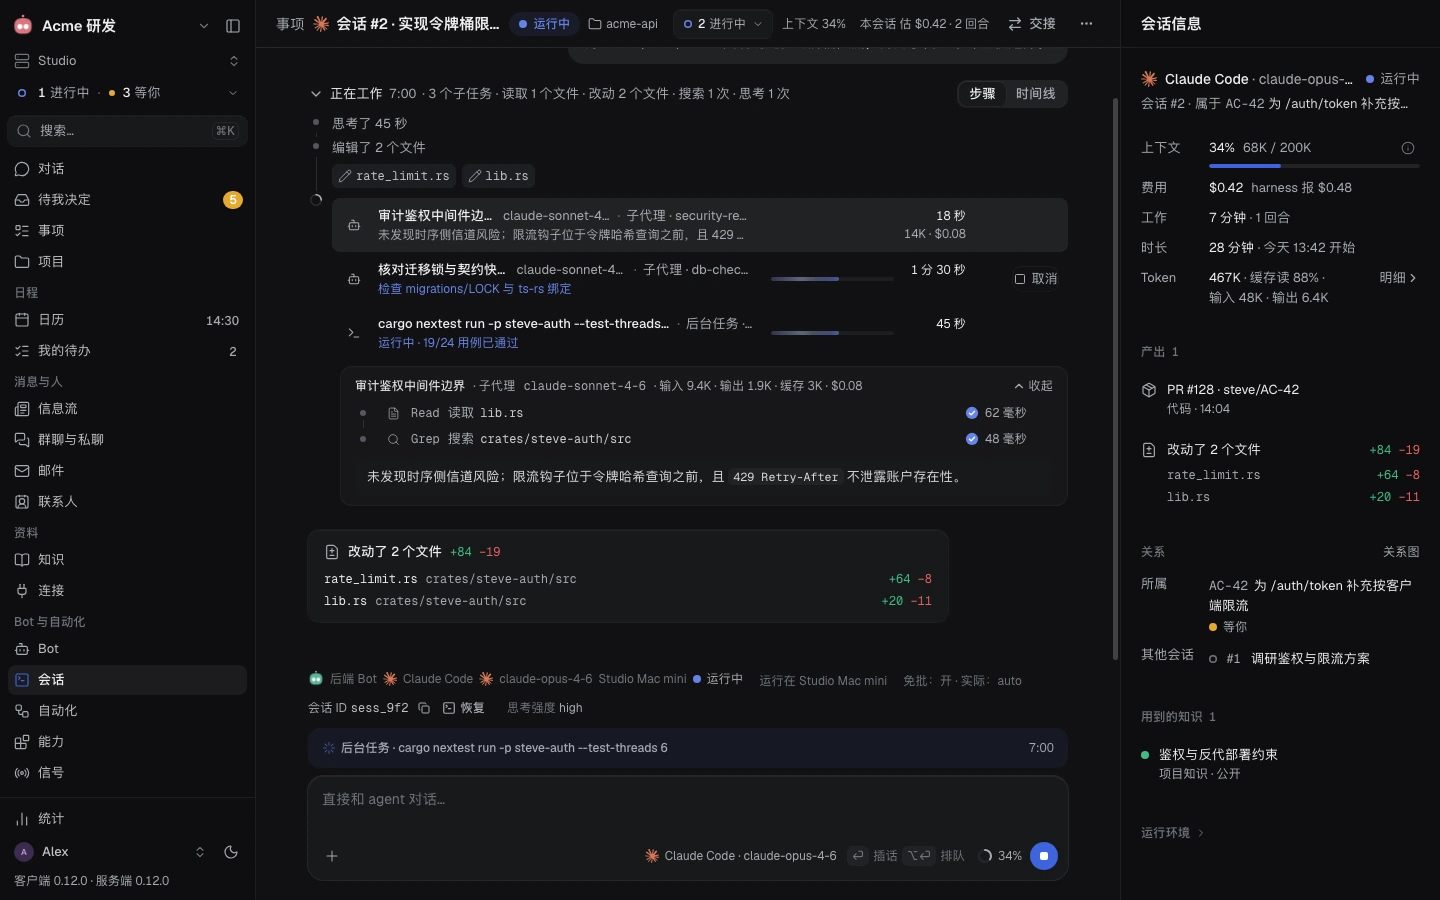 Acme 研发
Studio
1 进行中 · 3 等你
搜索… ⌘K
对话
待我决定 5
事项
项目
日程
日历 14:30
我的待办 2
消息与人
信息流
群聊与私聊
邮件
联系人
资料
知识
连接
Bot 与自动化
Bot
会话
自动化
能力
信号
统计
A Alex
客户端 0.12.0 · 服务端 0.12.0
事项 会话 #2 · 实现令牌桶限… 运行中 acme-api 2 进行中 上下文 34% 本会话 估 $0.42 · 2 回合 交接
正在工作 7:00 · 3 个子任务 · 读取 1 个文件 · 改动 2 个文件 · 搜索 1 次 · 思考 1 次 步骤 时间线
思考了 45 秒
编辑了 2 个文件
rate_limit.rs lib.rs
审计鉴权中间件边… claude-sonnet-4… · 子代理 · security-re… 18 秒
未发现时序侧信道风险；限流钩子位于令牌哈希查询之前，且 429 … 14K · $0.08
核对迁移锁与契约快… claude-sonnet-4… · 子代理 · db-chec… 1 分 30 秒 取消
检查 migrations/LOCK 与 ts-rs 绑定
cargo nextest run -p steve-auth --test-threads… · 后台任务 ·… 45 秒
运行中 · 19/24 用例已通过
审计鉴权中间件边界 · 子代理 claude-sonnet-4-6 · 输入 9.4K · 输出 1.9K · 缓存 3K · $0.08 收起
Read 读取 lib.rs 62 毫秒
Grep 搜索 crates/steve-auth/src 48 毫秒
未发现时序侧信道风险；限流钩子位于令牌哈希查询之前，且 429 Retry-After 不泄露账户存在性。
改动了 2 个文件 +84 −19
rate_limit.rs crates/steve-auth/src +64 −8
lib.rs crates/steve-auth/src +20 −11
后端 Bot Claude Code claude-opus-4-6 Studio Mac mini 运行中 运行在 Studio Mac mini 免批：开 · 实际：auto
会话 ID sess_9f2 恢复 思考强度 high
后台任务 · cargo nextest run -p steve-auth --test-threads 6 7:00
直接和 agent 对话…
Claude Code · claude-opus-4-6 ⏎ 插话 ⌥⏎ 排队 34%
会话信息
Claude Code · claude-opus-… 运行中
会话 #2 · 属于 AC-42 为 /auth/token 补充按…
上下文 34% 68K / 200K
费用 $0.42 harness 报 $0.48
工作 7 分钟 · 1 回合
时长 28 分钟 · 今天 13:42 开始
Token 467K · 缓存读 88% · 明细
输入 48K · 输出 6.4K
产出 1
PR #128 · steve/AC-42
代码 · 14:04
改动了 2 个文件 +84 −19
rate_limit.rs +64 −8
lib.rs +20 −11
关系 关系图
所属 AC-42 为 /auth/token 补充按客户
端限流
等你
其他会话 #1 调研鉴权与限流方案
用到的知识 1
鉴权与反代部署约束
项目知识 · 公开
运行环境